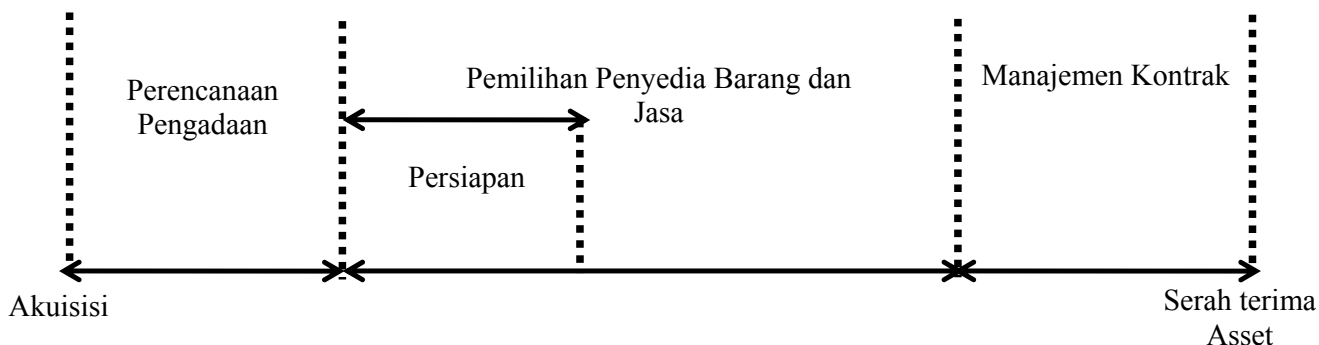 Perencanaan
Pengadaan
Pemilihan Penyedia Barang dan
Jasa
Persiapan
Manajemen Kontrak
Akuisisi
Serah terima
Asset